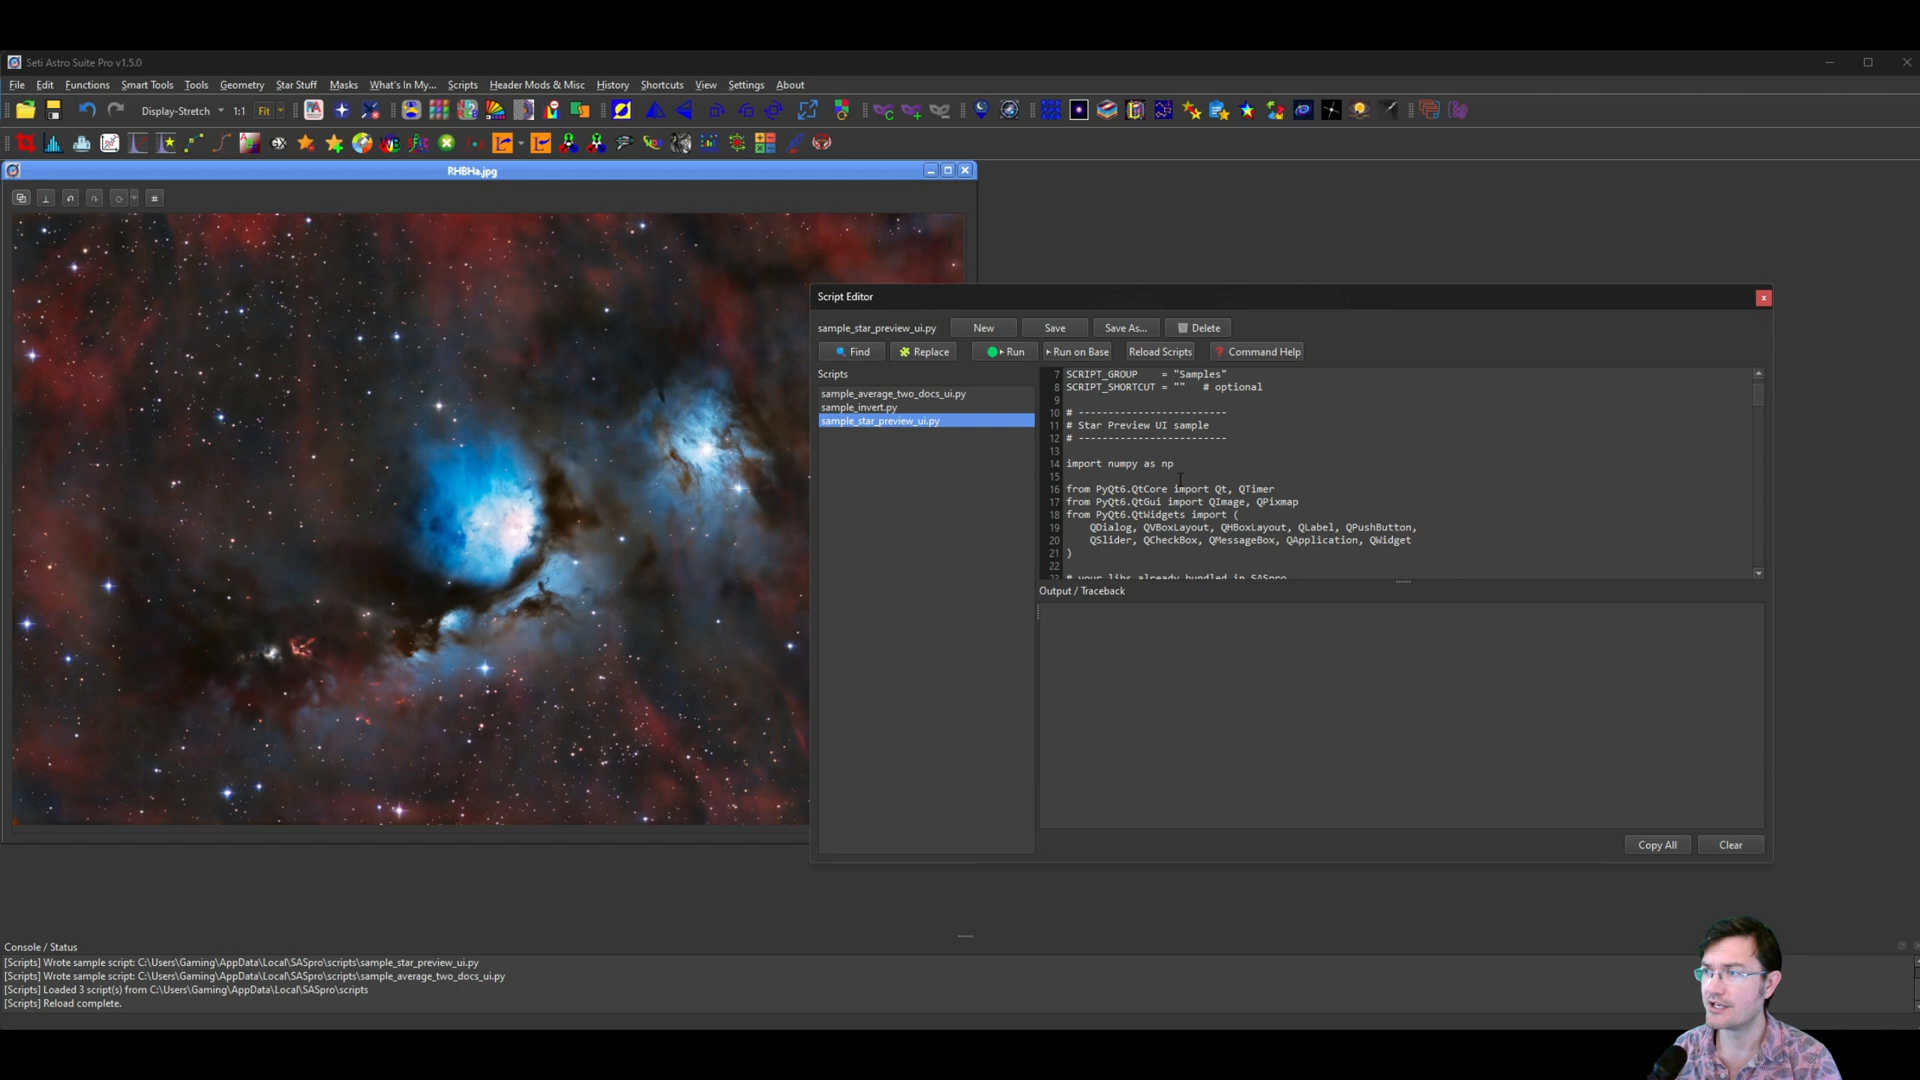 Seti Astro Suite Pro v1.5.0
File Edit Functions Smart Tools Tools Geometry Star Stuff Masks What's In My... Scripts Header Mods & Misc History Shortcuts View Settings About
Display-Stretch 1:1 Fit
RHBHa.jpg
Script Editor
sample_star_preview_ui.py New Save Save As... Delete
Find Replace Run Run on Base Reload Scripts Command Help
Scripts
sample_average_two_docs_ui.py
sample_invert.py
sample_star_preview_ui.py
7 SCRIPT_GROUP = "Samples"
8 SCRIPT_SHORTCUT = "" # optional
9
10 # -------------------------
11 # Star Preview UI sample
12 # -------------------------
13
14 import numpy as np
15
16 from PyQt6.QtCore import Qt, QTimer
17 from PyQt6.QtGui import QImage, QPixmap
18 from PyQt6.QtWidgets import (
19 QDialog, QVBoxLayout, QHBoxLayout, QLabel, QPushButton,
20 QSlider, QCheckBox, QMessageBox, QApplication, QWidget
21 )
22
23 # your libs already bundled in SASpro
Output / Traceback
Copy All Clear
Console / Status
[Scripts] Wrote sample script: C:\Users\Gaming\AppData\Local\SASpro\scripts\sample_star_preview_ui.py
[Scripts] Wrote sample script: C:\Users\Gaming\AppData\Local\SASpro\scripts\sample_average_two_docs_ui.py
[Scripts] Loaded 3 script(s) from C:\Users\Gaming\AppData\Local\SASpro\scripts
[Scripts] Reload complete.